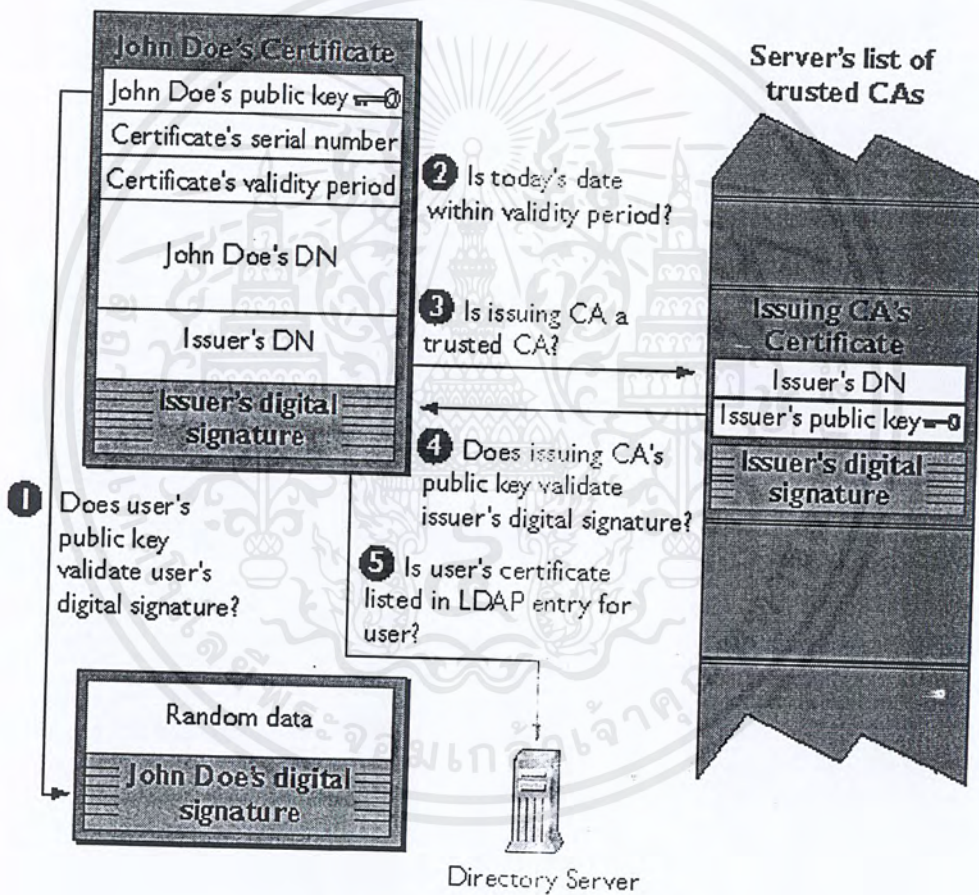 John Doe's Certificate
John Doe's public key
Certificate's serial number
Certificate's validity period
John Doe's DN
Issuer's DN
Issuer's digital
signature
Server's list of
trusted CAs
Issuing CA's
Certificate
Issuer's DN
Issuer's public key
Issuer's digital
signature
1 Does user's
public key
validate user's
digital signature?
2 Is today's date
within validity period?
3 Is issuing CA a
trusted CA?
4 Does issuing CA's
public key validate
issuer's digital signature?
5 Is user's certificate
listed in LDAP entry for
user?
Random data
John Doe's digital
signature
Directory Server